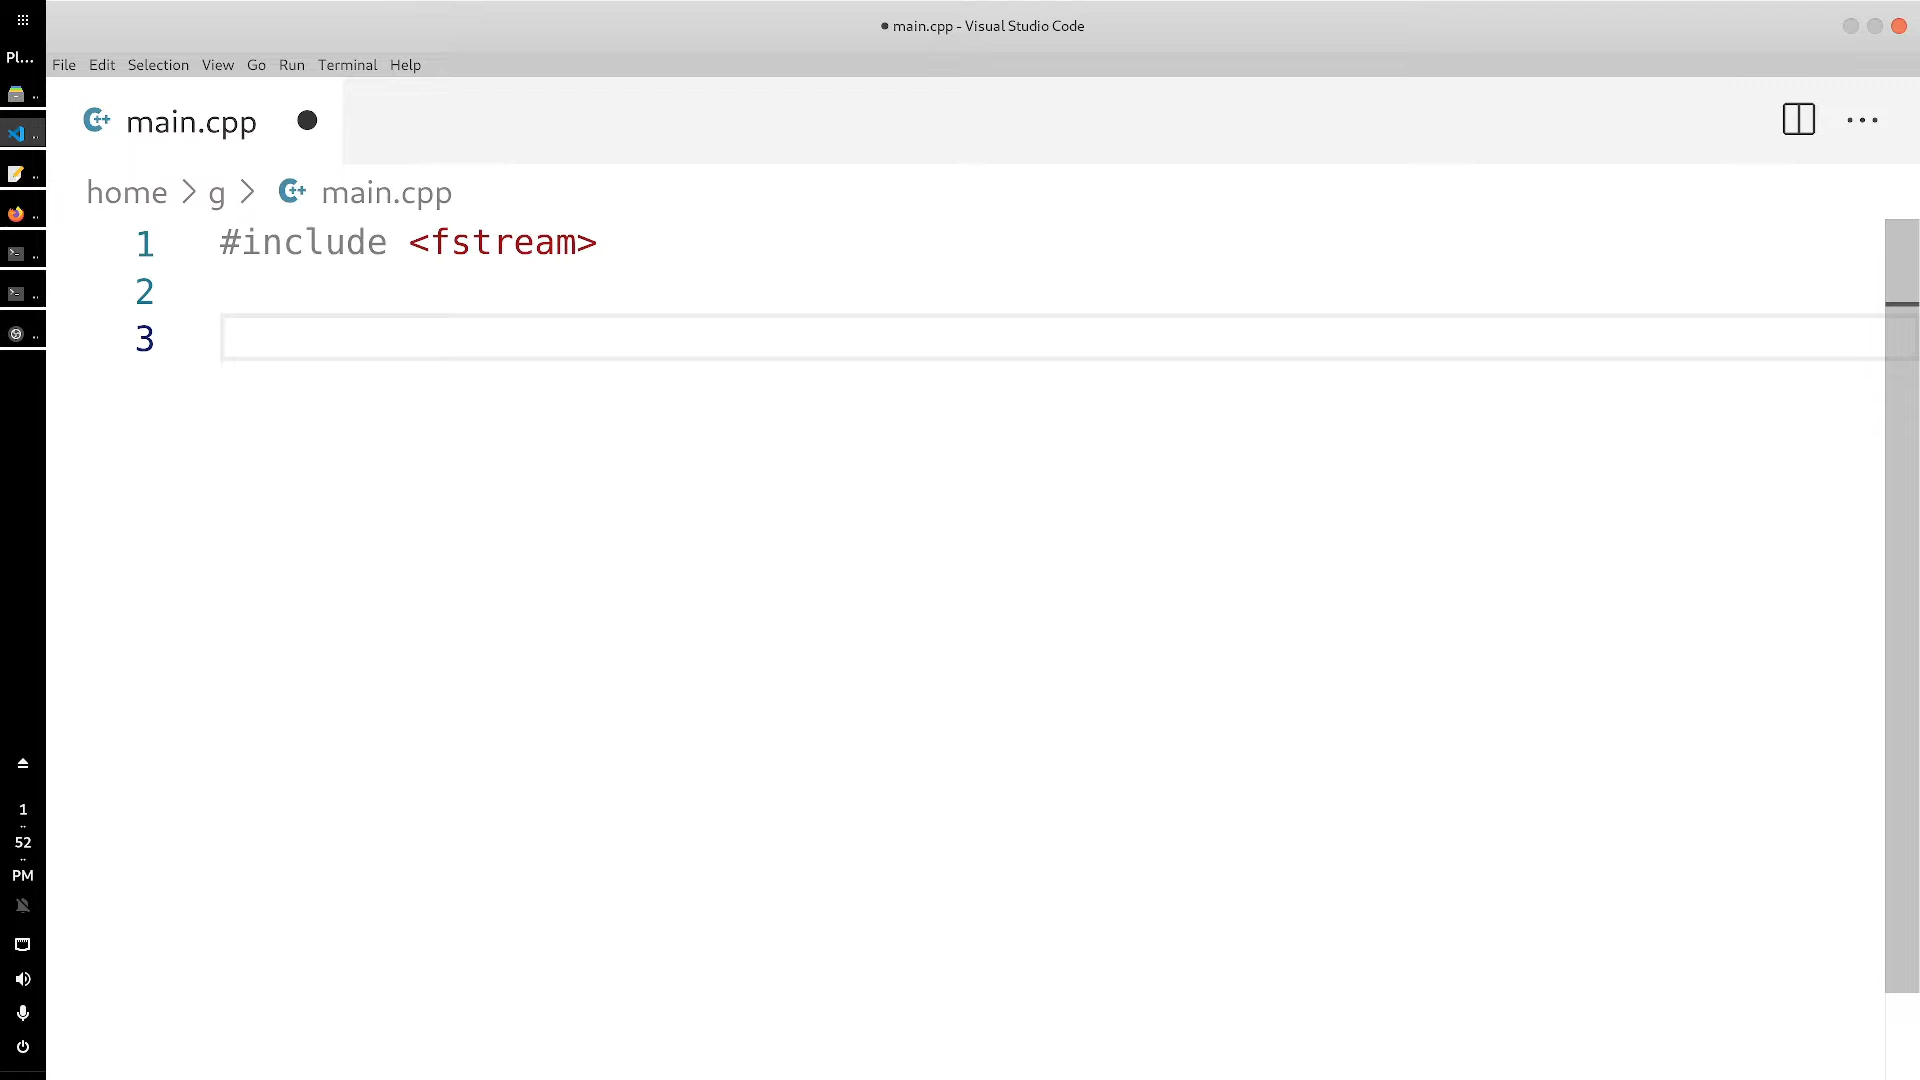 ● main.cpp - Visual Studio Code
Pl...
File Edit Selection View Go Run Terminal Help
main.cpp
home > g > main.cpp
1 #include <fstream>
2
3
1
52
PM